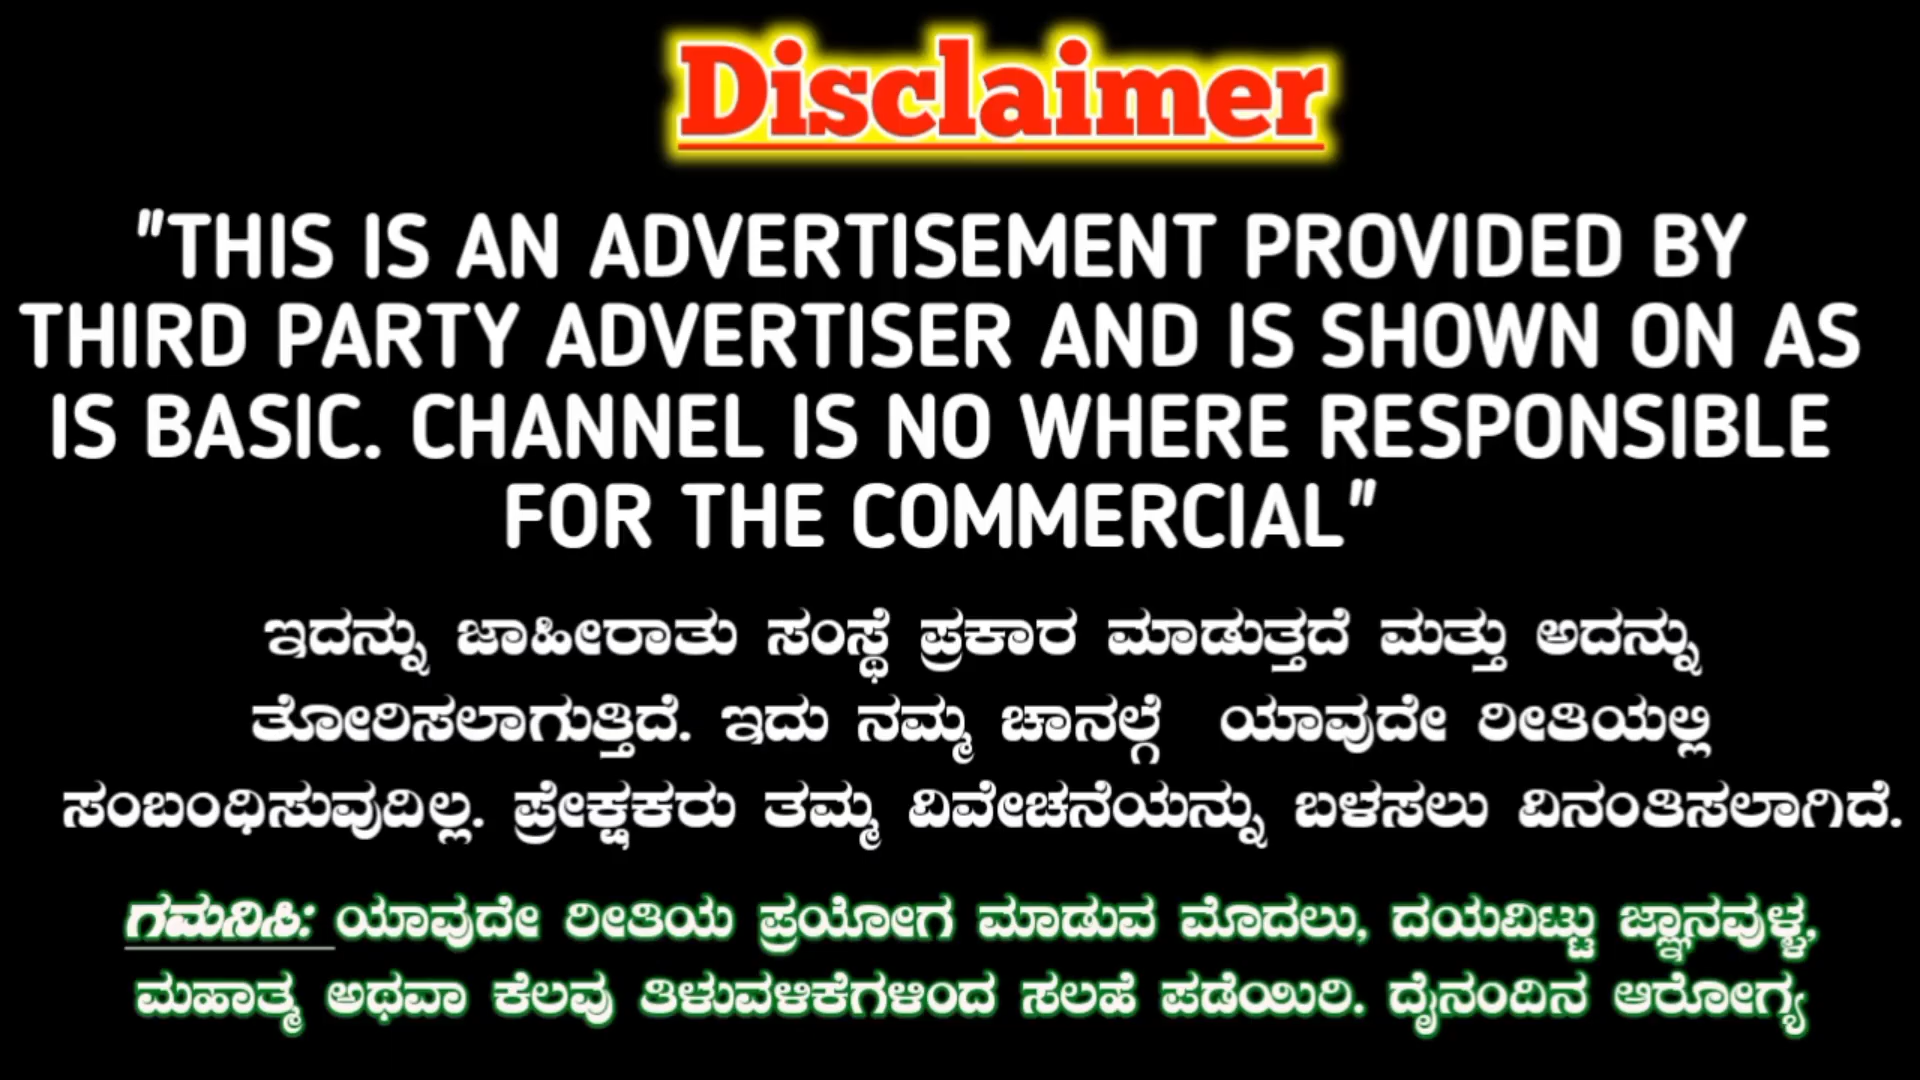 Disclaimer
"THIS IS AN ADVERTISEMENT PROVIDED BY
THIRD PARTY ADVERTISER AND IS SHOWN ON AS
IS BASIC. CHANNEL IS NO WHERE RESPONSIBLE
FOR THE COMMERCIAL"
ಇದನ್ನು ಜಾಹೀರಾತು ಸಂಸ್ಥೆ ಪ್ರಕಾರ ಮಾಡುತ್ತದೆ ಮತ್ತು ಅದನ್ನು
ತೋರಿಸಲಾಗುತ್ತಿದೆ. ಇದು ನಮ್ಮ ಚಾನಲ್ಗೆ ಯಾವುದೇ ರೀತಿಯಲ್ಲಿ
ಸಂಬಂಧಿಸುವುದಿಲ್ಲ. ಪ್ರೇಕ್ಷಕರು ತಮ್ಮ ವಿವೇಚನೆಯನ್ನು ಬಳಸಲು ವಿನಂತಿಸಲಾಗಿದೆ.
ಗಮನಿಸಿ: ಯಾವುದೇ ರೀತಿಯ ಪ್ರಯೋಗ ಮಾಡುವ ಮೊದಲು, ದಯವಿಟ್ಟು ಜ್ಞಾನವುಳ್ಳ,
ಮಹಾತ್ಮ ಅಥವಾ ಕೆಲವು ತಿಳುವಳಿಕೆಗಳಿಂದ ಸಲಹೆ ಪಡೆಯಿರಿ. ದೈನಂದಿನ ಆರೋಗ್ಯ